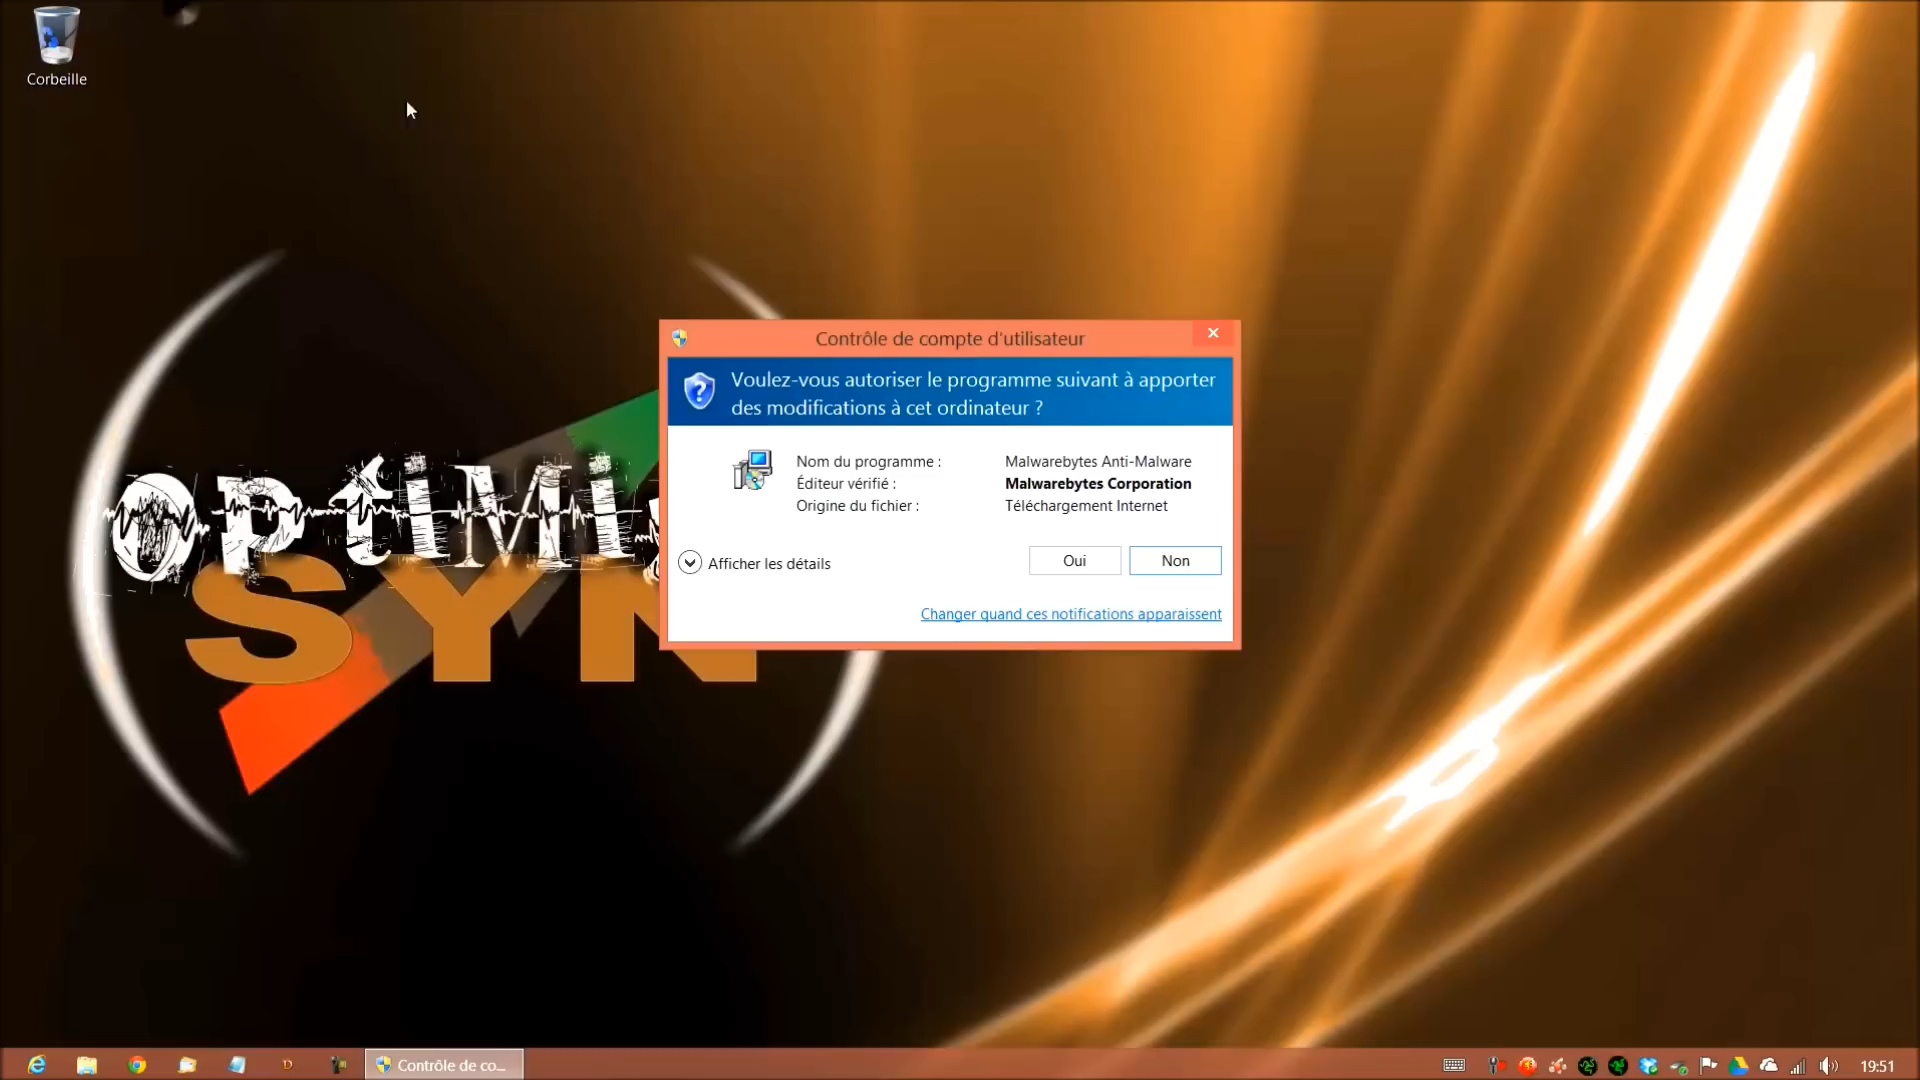 Corbeille
OPtiMi
SYN
Contrôle de compte d'utilisateur
Voulez-vous autoriser le programme suivant à apporter
des modifications à cet ordinateur ?
Nom du programme : Malwarebytes Anti-Malware
Éditeur vérifié : Malwarebytes Corporation
Origine du fichier : Téléchargement Internet
Afficher les détails
Oui
Non
Changer quand ces notifications apparaissent
Contrôle de co...
19:51